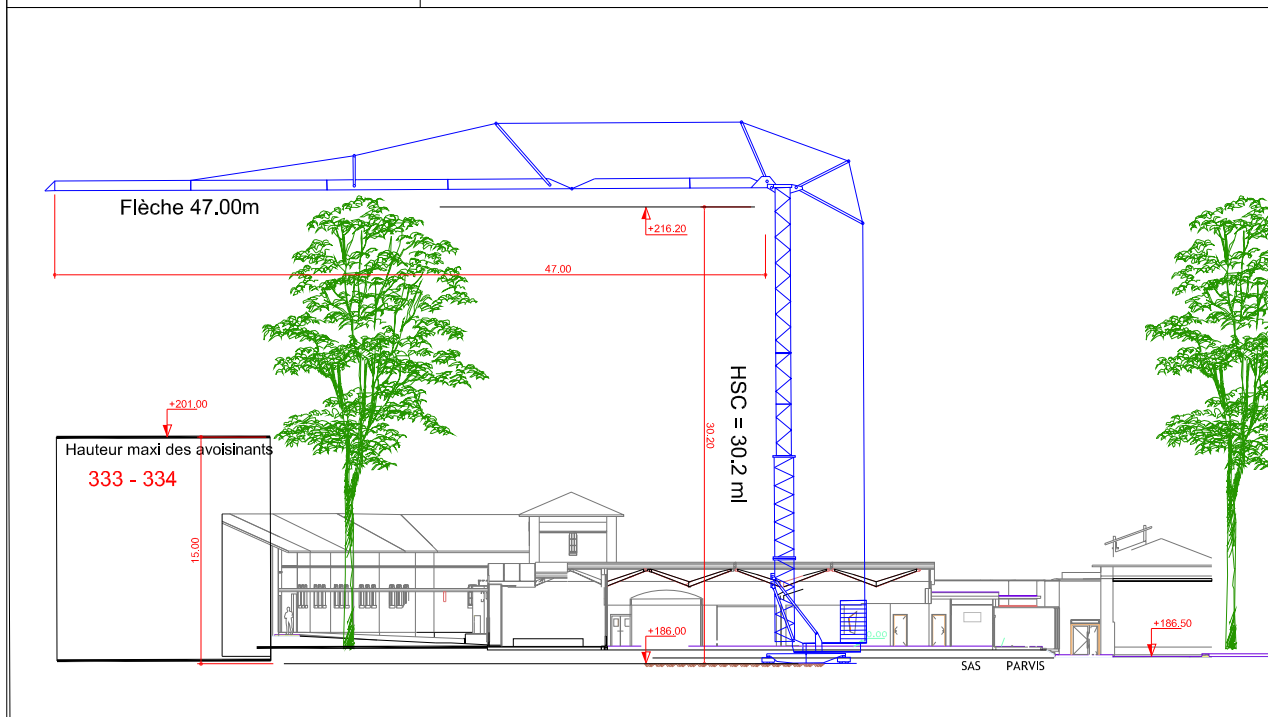 Flèche 47.00m
+216.20
47.00
HSC = 30.2 ml
30.20
+201.00
Hauteur maxi des avoisinants
333 - 334
15.00
+186.00
+186.50
SAS PARVIS